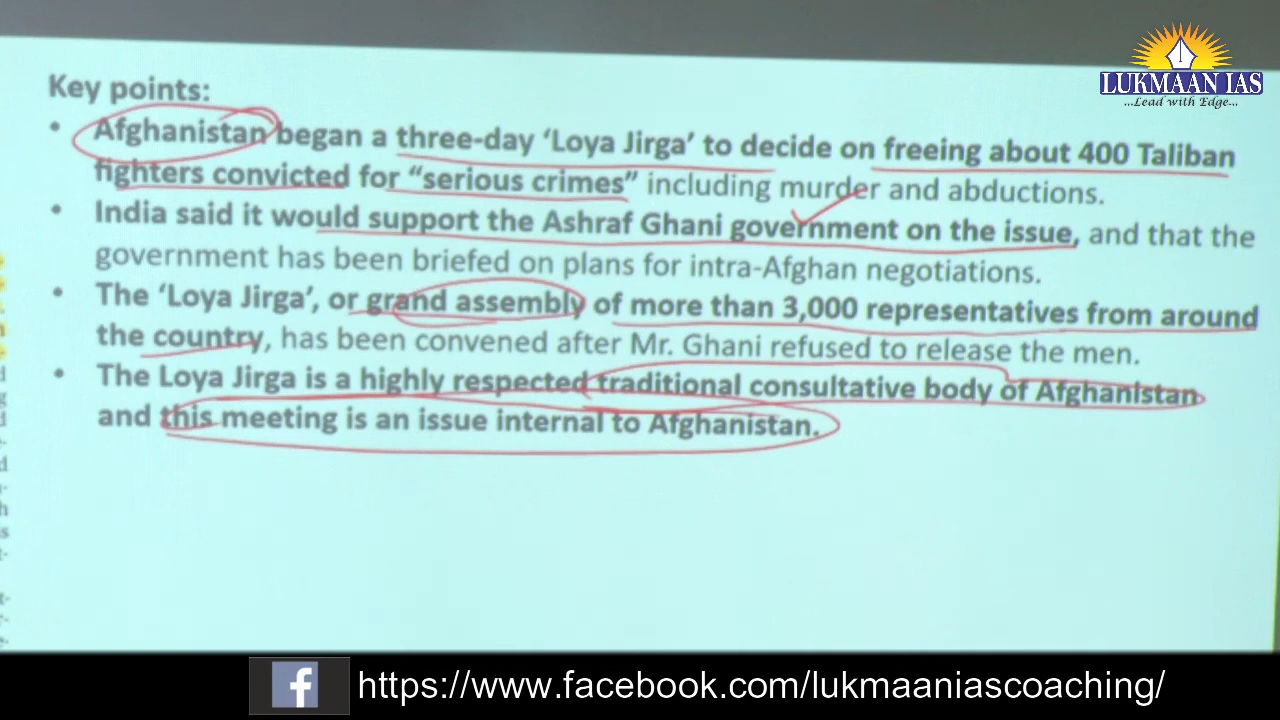 LUKMAAN IAS
...Lead with Edge...
Key points:
• Afghanistan began a three-day ‘Loya Jirga’ to decide on freeing about 400 Taliban
fighters convicted for “serious crimes” including murder and abductions.
• India said it would support the Ashraf Ghani government on the issue, and that the
government has been briefed on plans for intra-Afghan negotiations.
• The ‘Loya Jirga’, or grand assembly of more than 3,000 representatives from around
the country, has been convened after Mr. Ghani refused to release the men.
• The Loya Jirga is a highly respected traditional consultative body of Afghanistan
and this meeting is an issue internal to Afghanistan.
f https://www.facebook.com/lukmaaniascoaching/